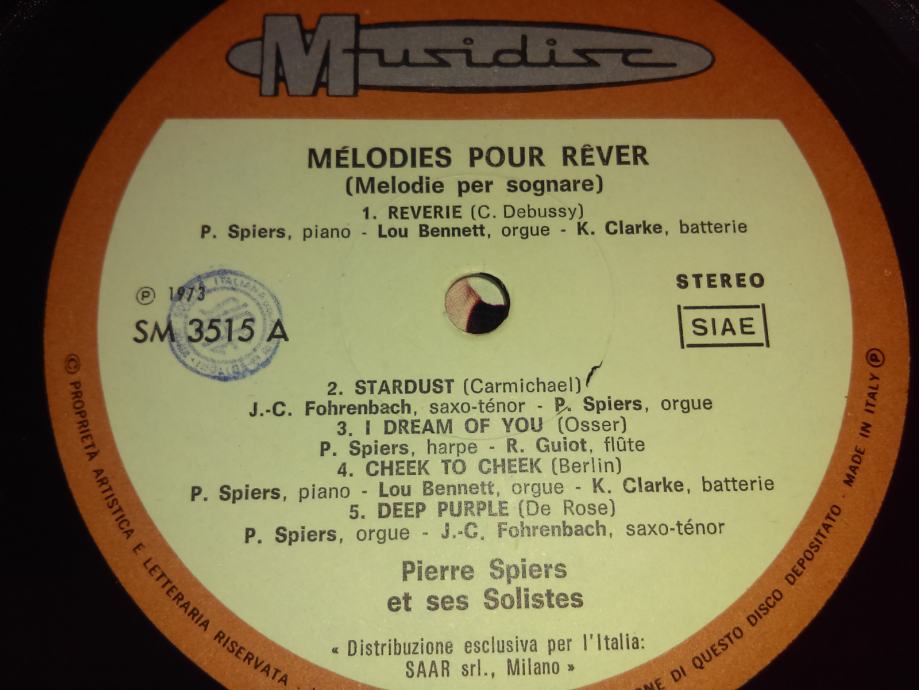 Musidisc
MÉLODIES POUR RÊVER
(Melodie per sognare)
1. REVERIE (C. Debussy)
P. Spiers, piano - Lou Bennett, orgue - K. Clarke, batterie
℗ 1973
SM 3515 A
STEREO
SIAE
2. STARDUST (Carmichael)
J.-C. Fohrenbach, saxo-ténor - P. Spiers, orgue
3. I DREAM OF YOU (Osser)
P. Spiers, harpe - R. Guiot, flûte
4. CHEEK TO CHEEK (Berlin)
P. Spiers, piano - Lou Bennett, orgue - K. Clarke, batterie
5. DEEP PURPLE (De Rose)
P. Spiers, orgue - J.-C. Fohrenbach, saxo-ténor
Pierre Spiers
et ses Solistes
« Distribuzione esclusiva per l'Italia:
SAAR srl., Milano »
© PROPRIETÀ ARTISTICA E LETTERARIA RISERVATA
DI QUESTO DISCO DEPOSITATO · MADE IN ITALY ℗